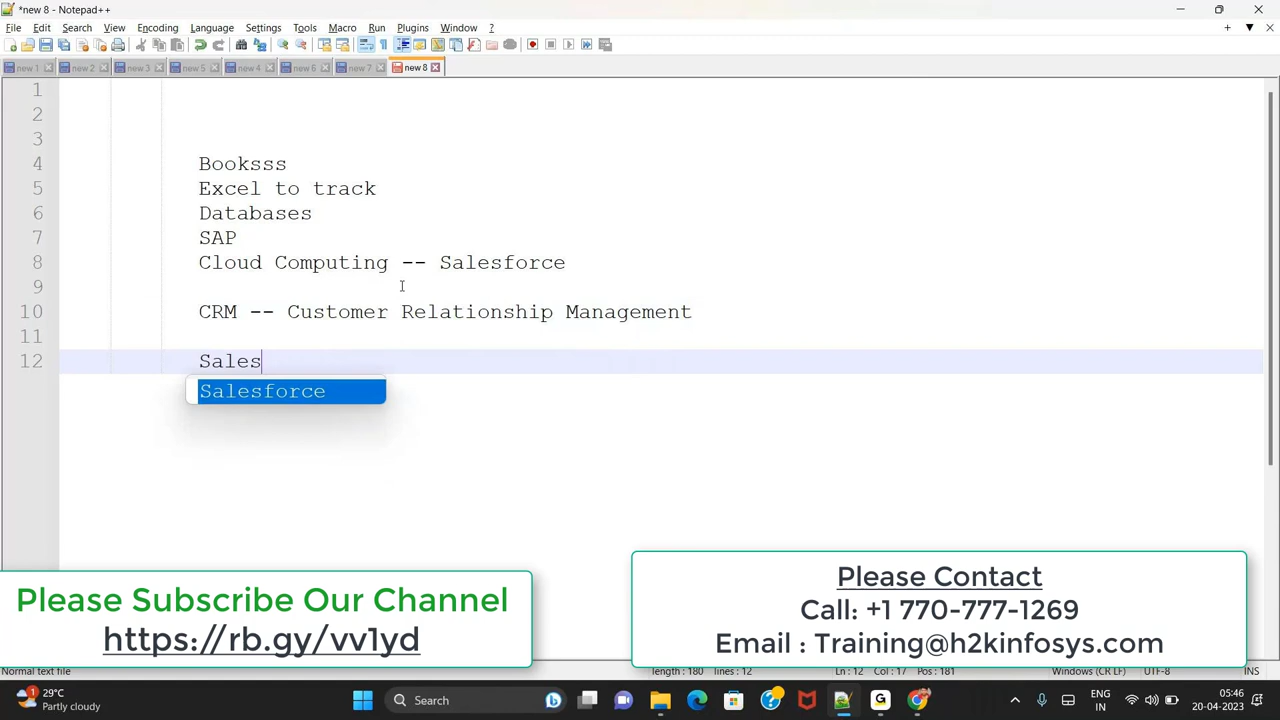 *new 8 - Notepad++
File Edit Search View Encoding Language Settings Tools Macro Run Plugins Window ?
new 1 new 2 new 3 new 5 new 4 new 6 new 7 new 8
1
2
3
4 Booksss
5 Excel to track
6 Databases
7 SAP
8 Cloud Computing -- Salesforce
9
10 CRM -- Customer Relationship Management
11
12 Sales
Salesforce
Please Subscribe Our Channel
https://rb.gy/vv1yd
Please Contact
Call: +1 770-777-1269
Email : Training@h2kinfosys.com
Normal text file length : 180 lines : 12 Ln : 12 Col : 17 Pos : 181 Windows (CR LF) UTF-8 INS
1 29°C
Partly cloudy
Search
ENG
IN
05:46
20-04-2023